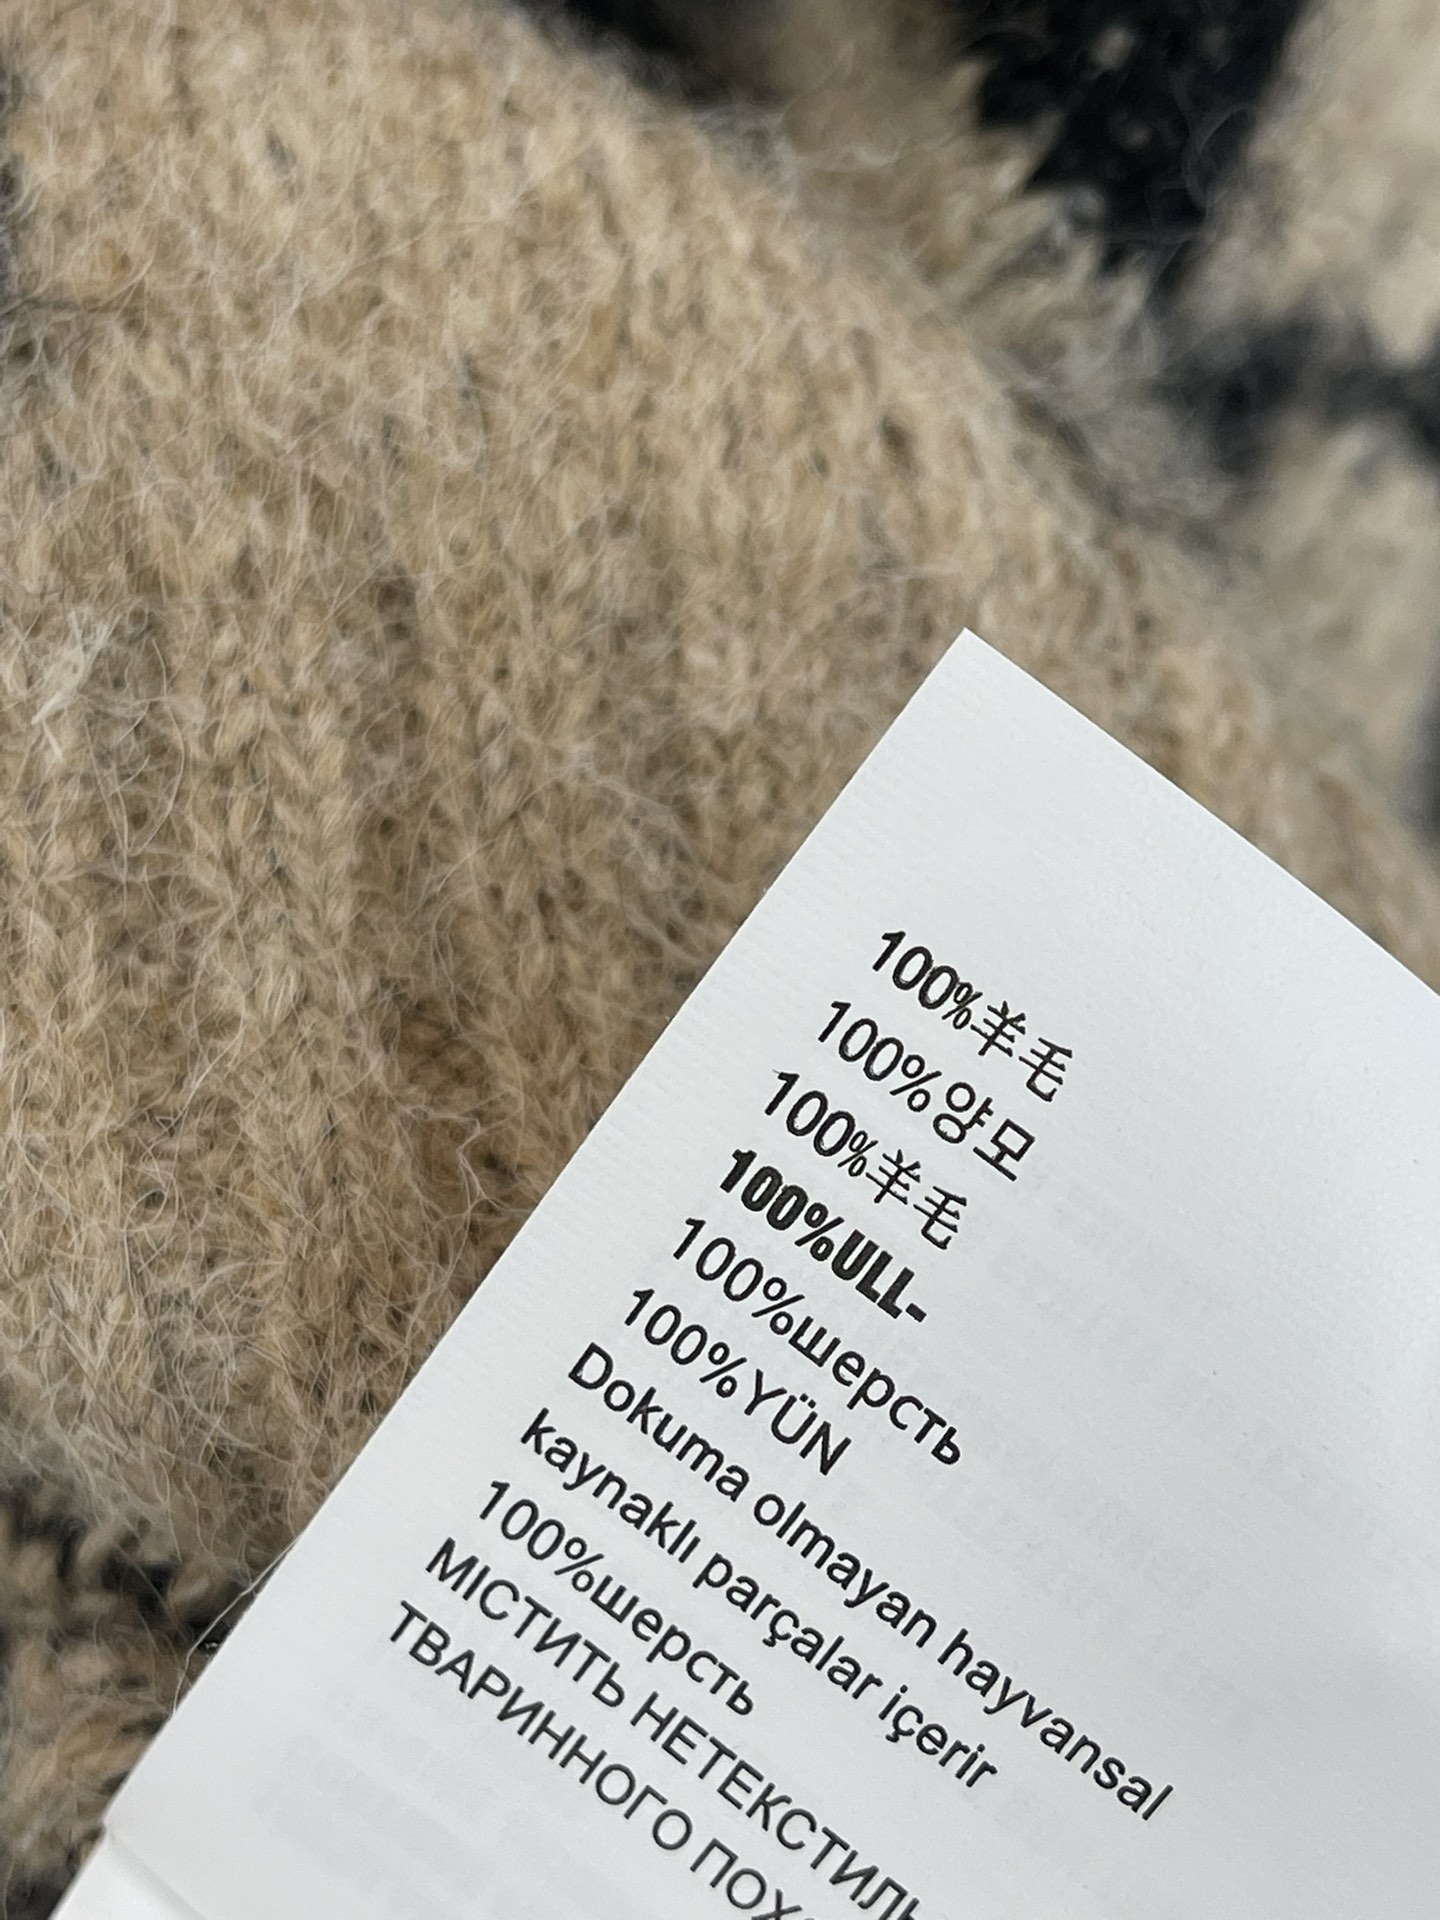 100%羊毛
100%양모
100%羊毛
100%ULL-
100%шерсть
100%YÜN
Dokuma olmayan hayvansal
kaynaklı parçalar içerir
100%шерсть
МІСТИТЬ
ТВАРИННОГО